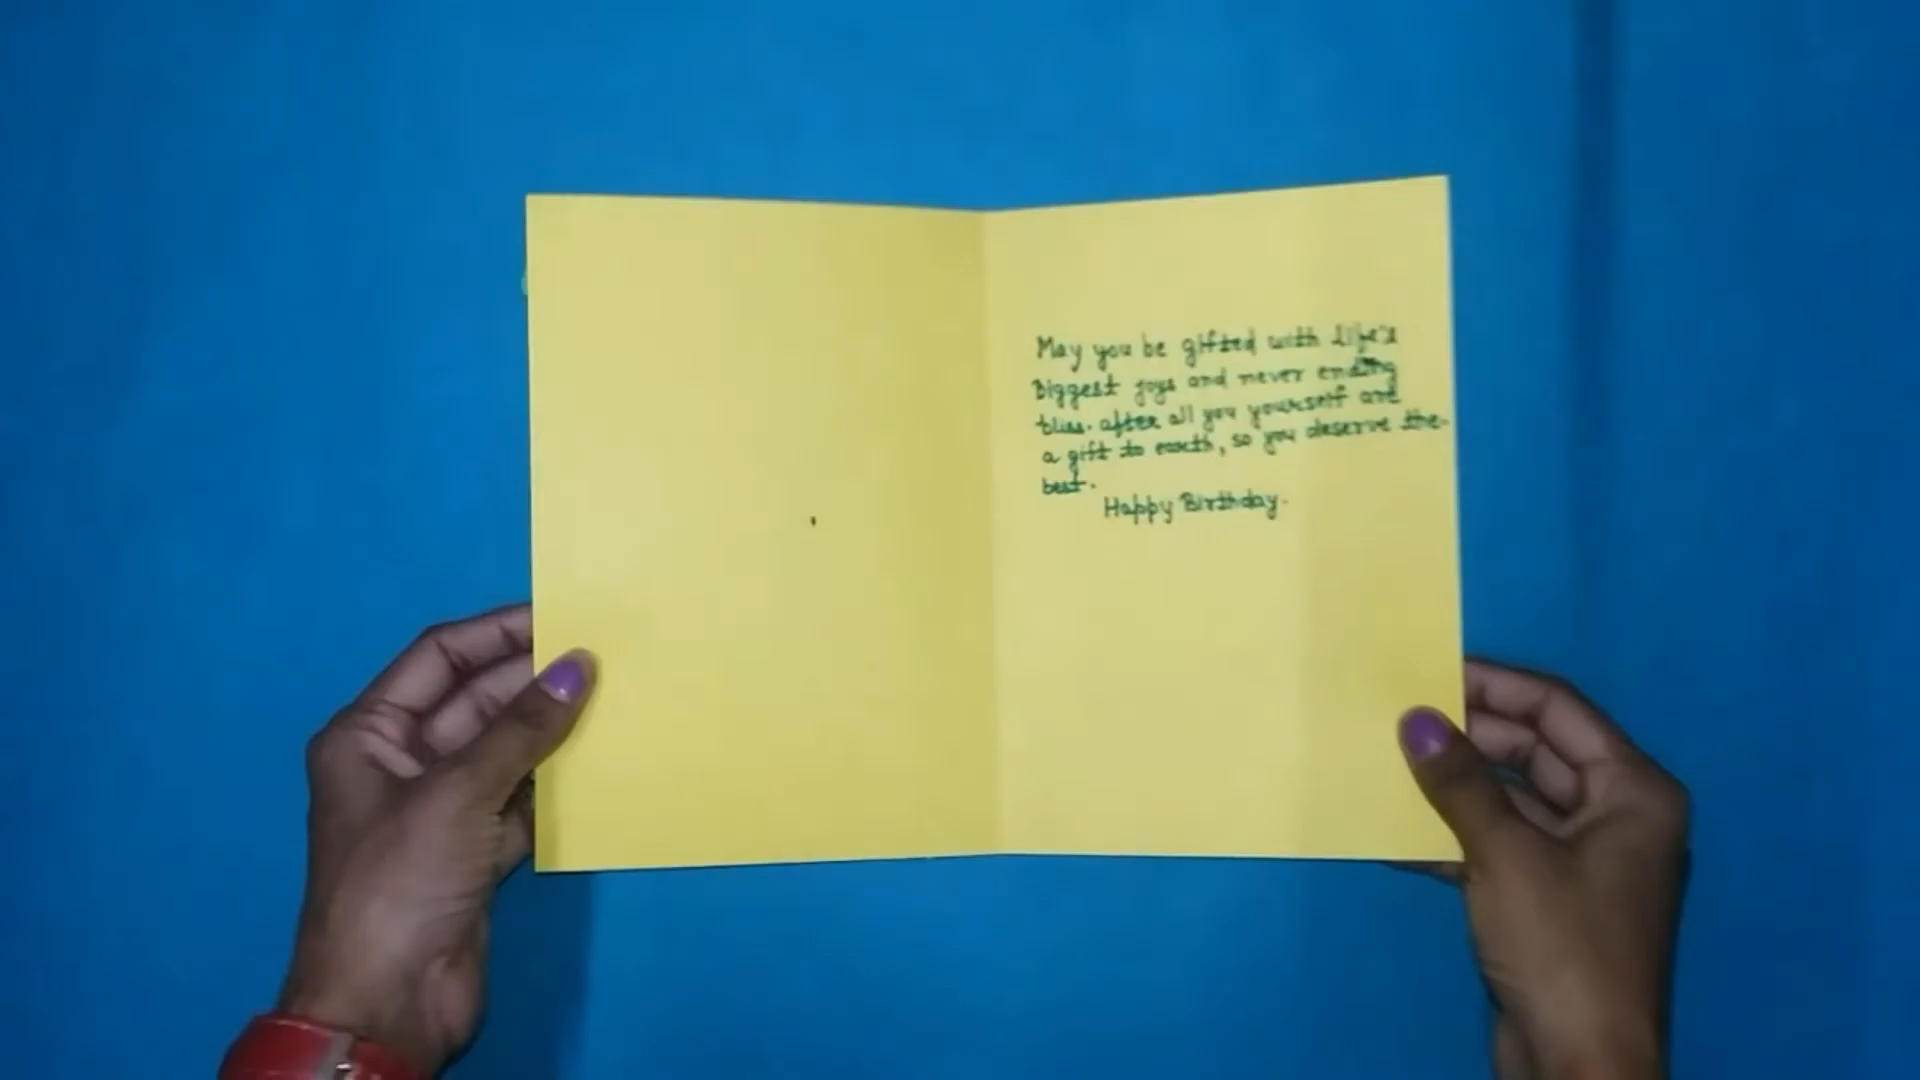 May you be gifted with life's
Biggest joys and never ending
bliss. after all you yourself are
a gift to earth, so you deserve the
best.
Happy Birthday.